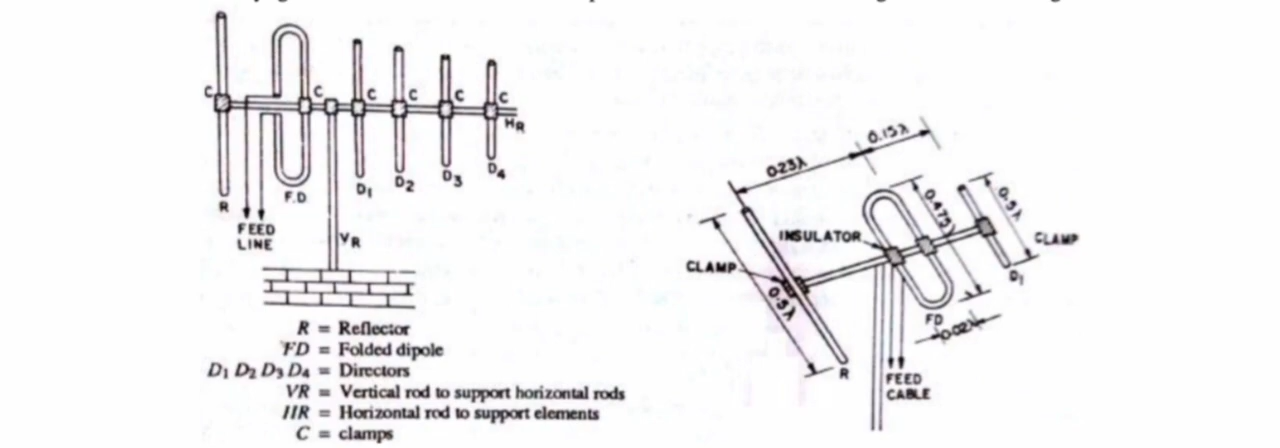 C
C
C
C
C
C
HR
R
FEED
LINE
F.D.
D1
D2
D3
D4
VR
R = Reflector
FD = Folded dipole
D1 D2 D3 D4 = Directors
VR = Vertical rod to support horizontal rods
HR = Horizontal rod to support elements
C = clamps
0.23λ
0.15λ
INSULATOR
CLAMP
0.5λ
0.475
0.5λ
CLAMP
D1
FD
0.02λ
R
FEED
CABLE